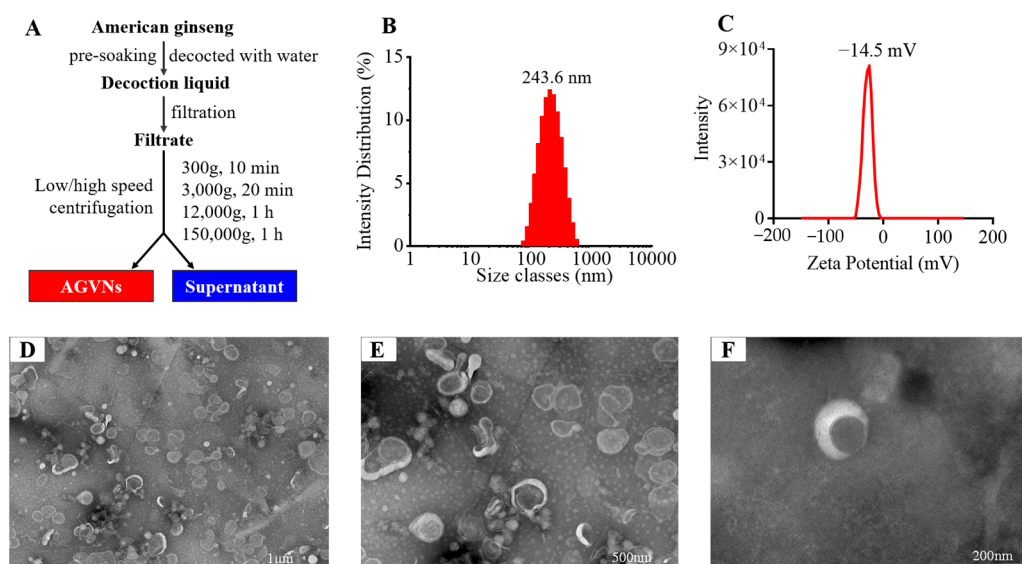 A
American ginseng
pre-soaking decocted with water
Decoction liquid
filtration
Filtrate
Low/high speed
centrifugation
300g, 10 min
3,000g, 20 min
12,000g, 1 h
150,000g, 1 h
AGVNs
Supernatant
B
243.6 nm
Intensity Distribution (%)
15
10
5
0
1 10 100 1000 10000
Size classes (nm)
C
−14.5 mV
Intensity
9×10⁴
6×10⁴
3×10⁴
0
−200 −100 0 100 200
Zeta Potential (mV)
D
1μm
E
500nm
F
200nm